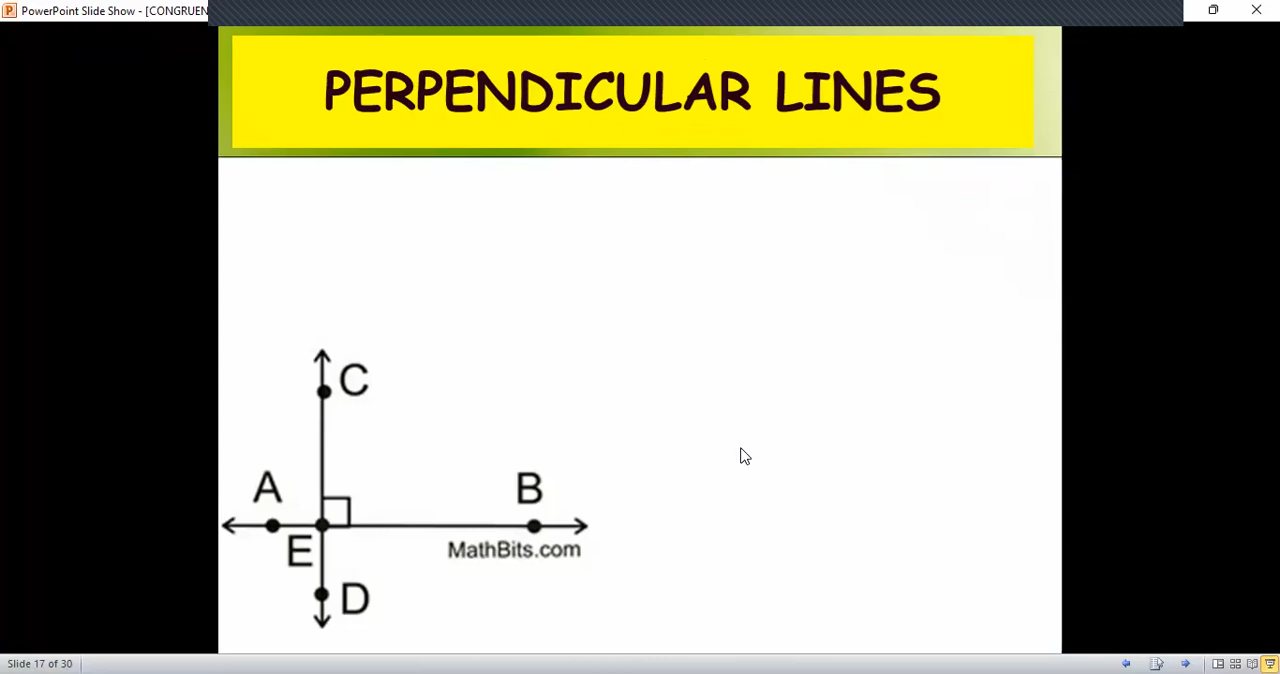 PowerPoint Slide Show - [CONGRUEN
PERPENDICULAR LINES
C
A
B
E
MathBits.com
D
Slide 17 of 30